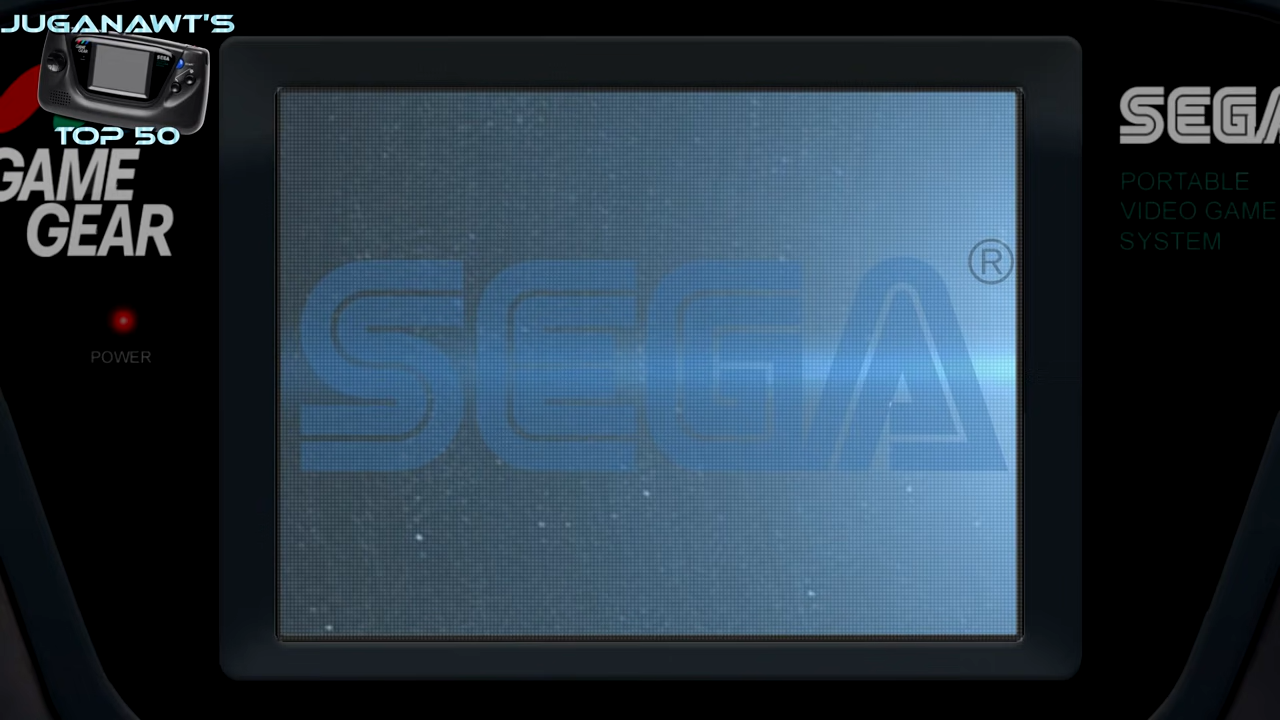 JUGANAWT'S
TOP 50
GAME
GEAR
POWER
SEGA
®
SEGA
PORTABLE
VIDEO GAME
SYSTEM